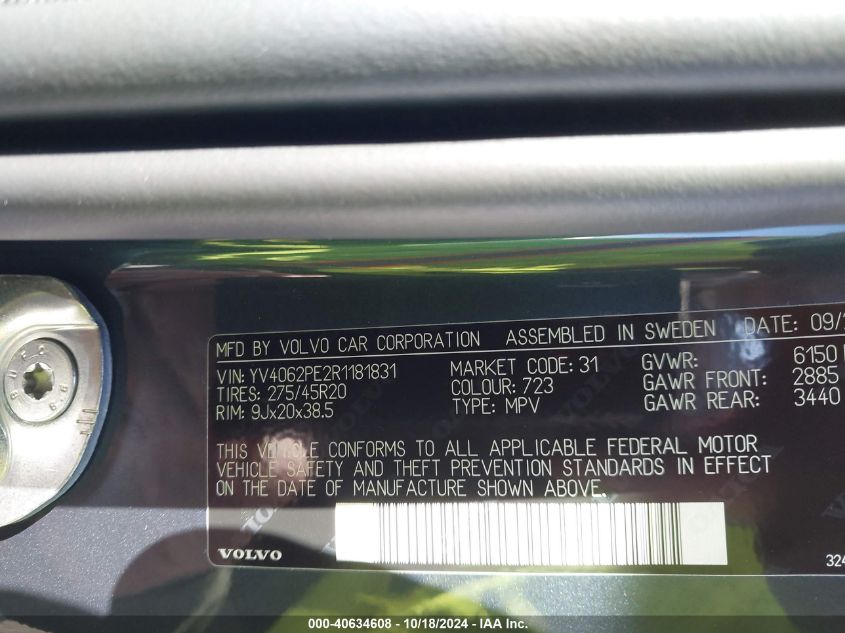 MFD BY VOLVO CAR CORPORATION ASSEMBLED IN SWEDEN DATE: 09/
VIN: YV4062PE2R1181831 MARKET CODE: 31 GVWR: 6150
TIRES: 275/45R20 COLOUR: 723 GAWR FRONT: 2885
RIM: 9Jx20x38.5 TYPE: MPV GAWR REAR: 3440
THIS VEHICLE CONFORMS TO ALL APPLICABLE FEDERAL MOTOR
VEHICLE SAFETY AND THEFT PREVENTION STANDARDS IN EFFECT
ON THE DATE OF MANUFACTURE SHOWN ABOVE.
VOLVO
324
000-40634608 - 10/18/2024 - IAA Inc.